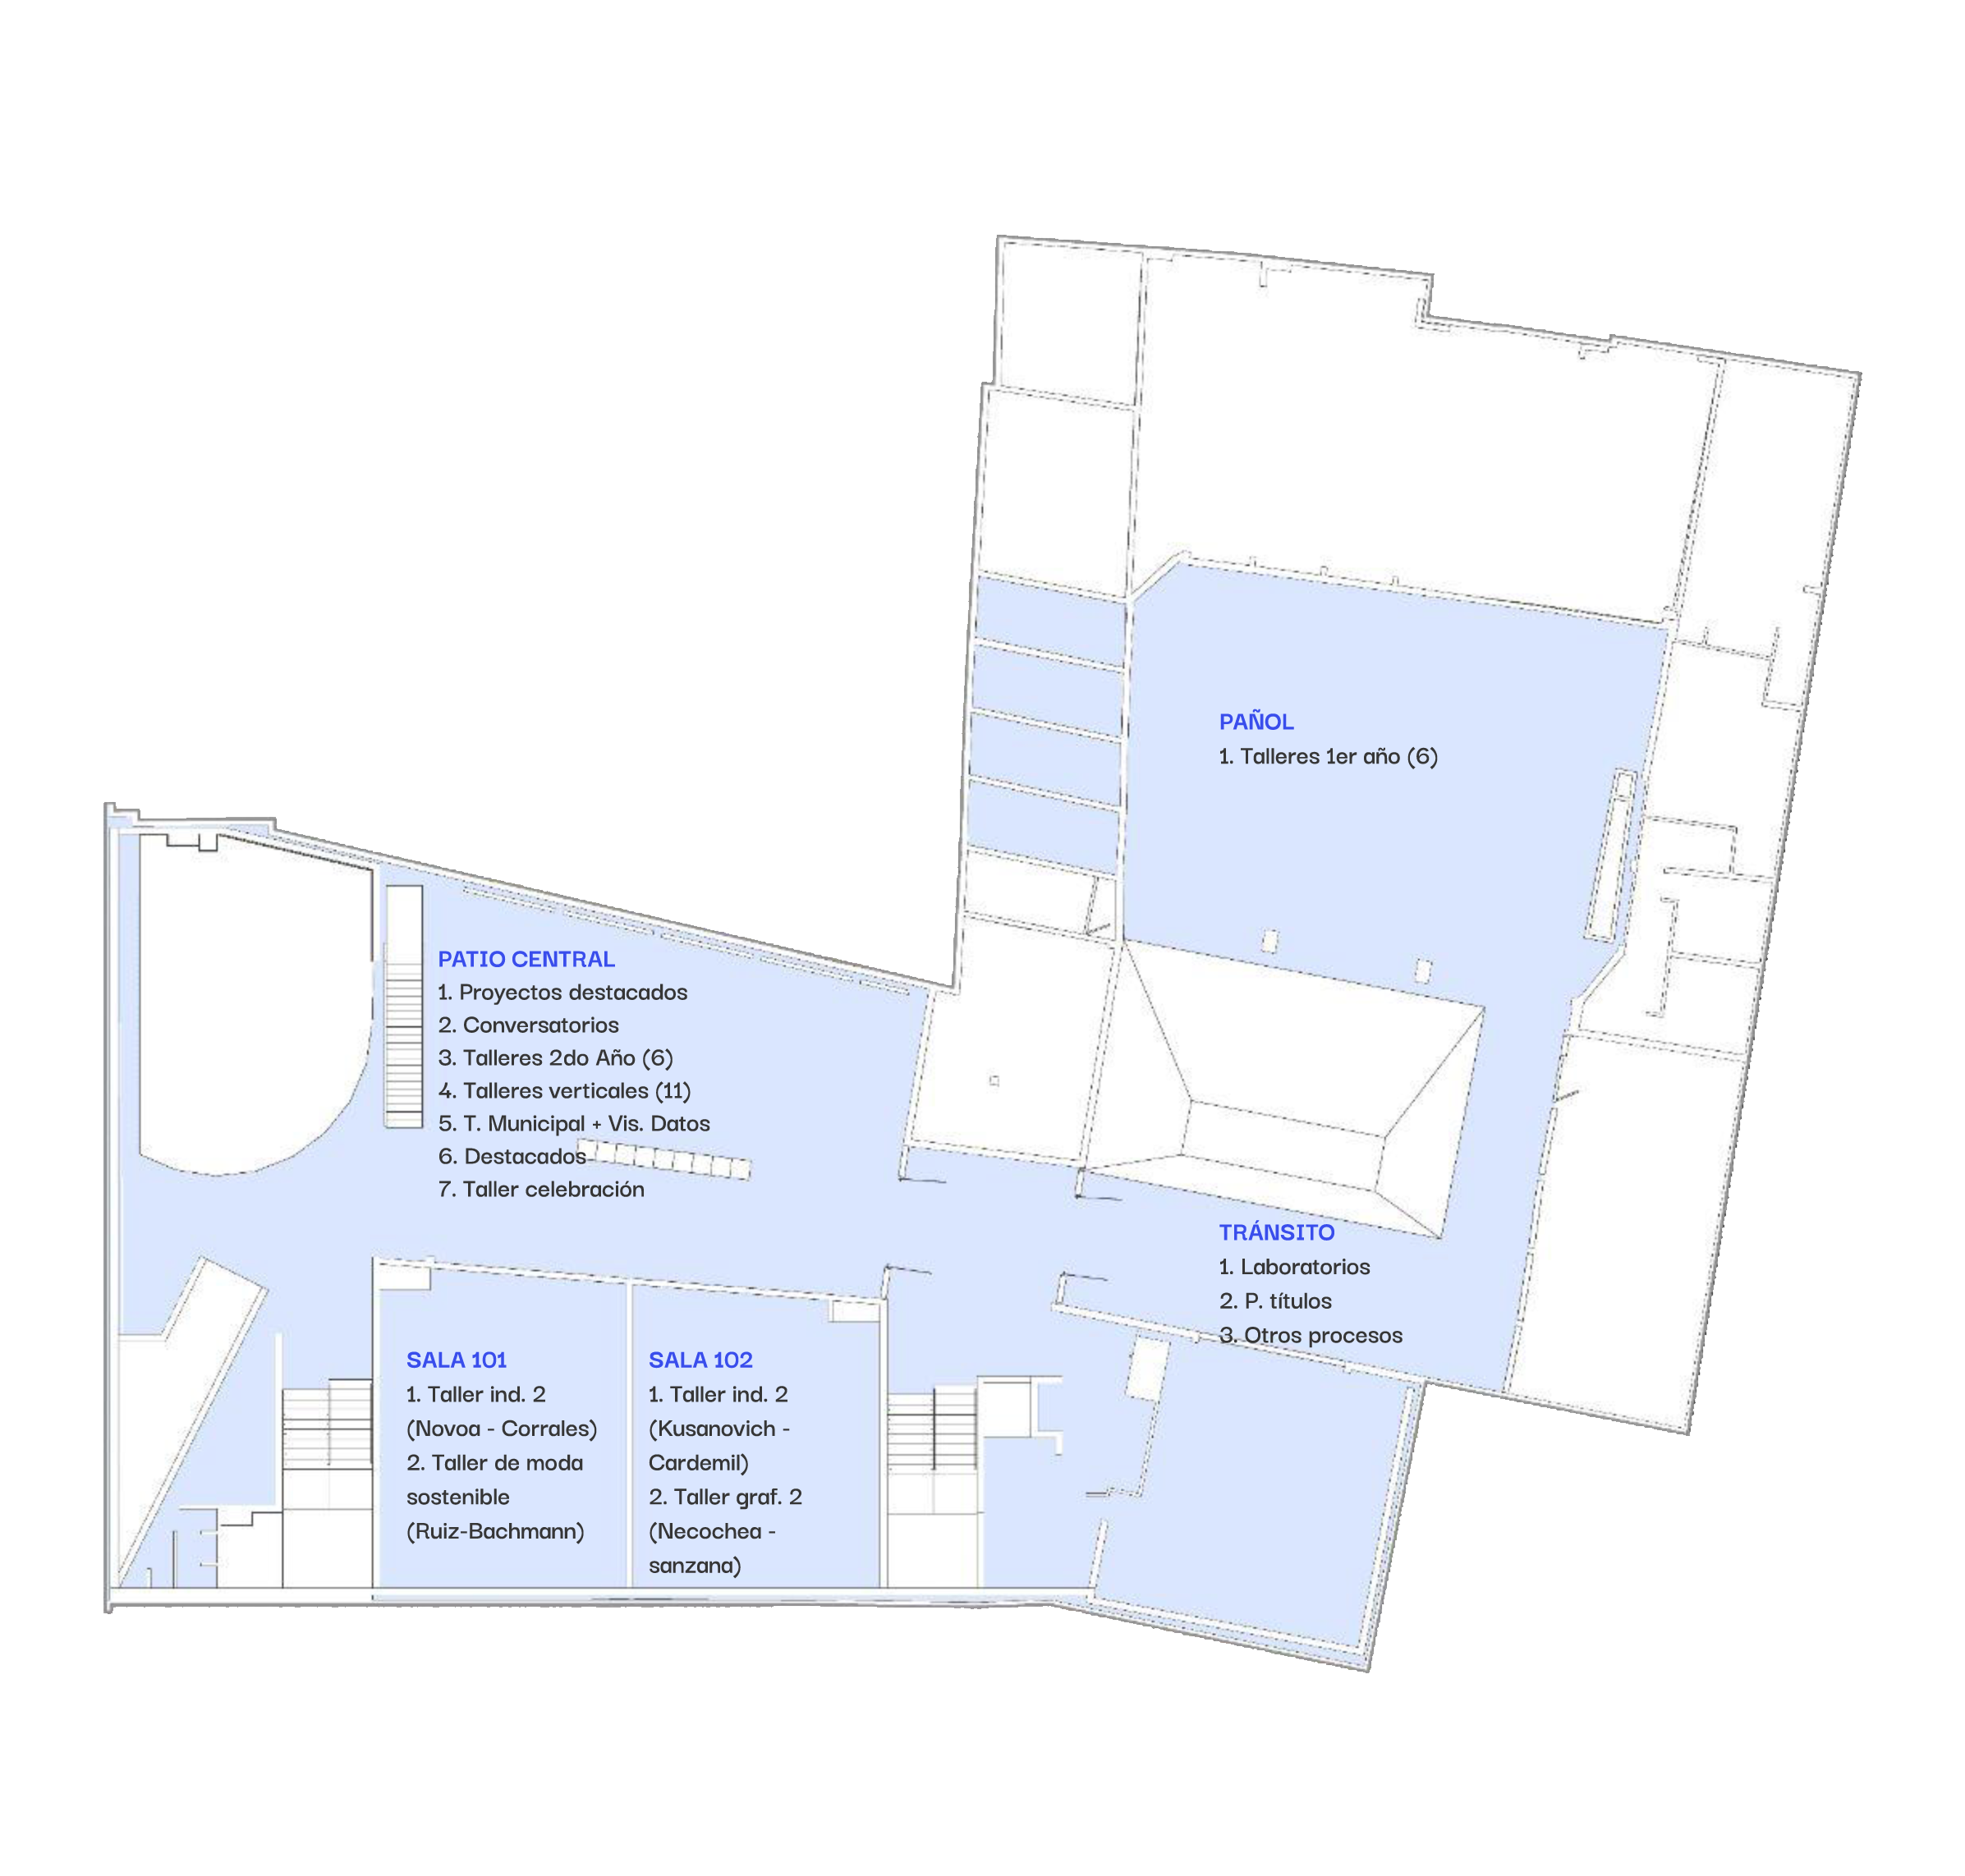 PAÑOL
1. Talleres 1er año (6)
PATIO CENTRAL
1. Proyectos destacados
2. Conversatorios
3. Talleres 2do Año (6)
4. Talleres verticales (11)
5. T. Municipal + Vis. Datos
6. Destacados
7. Taller celebración
TRÁNSITO
1. Laboratorios
2. P. títulos
3. Otros procesos
SALA 101
1. Taller ind. 2
(Novoa - Corrales)
2. Taller de moda
sostenible
(Ruiz-Bachmann)
SALA 102
1. Taller ind. 2
(Kusanovich -
Cardemil)
2. Taller graf. 2
(Necochea -
sanzana)